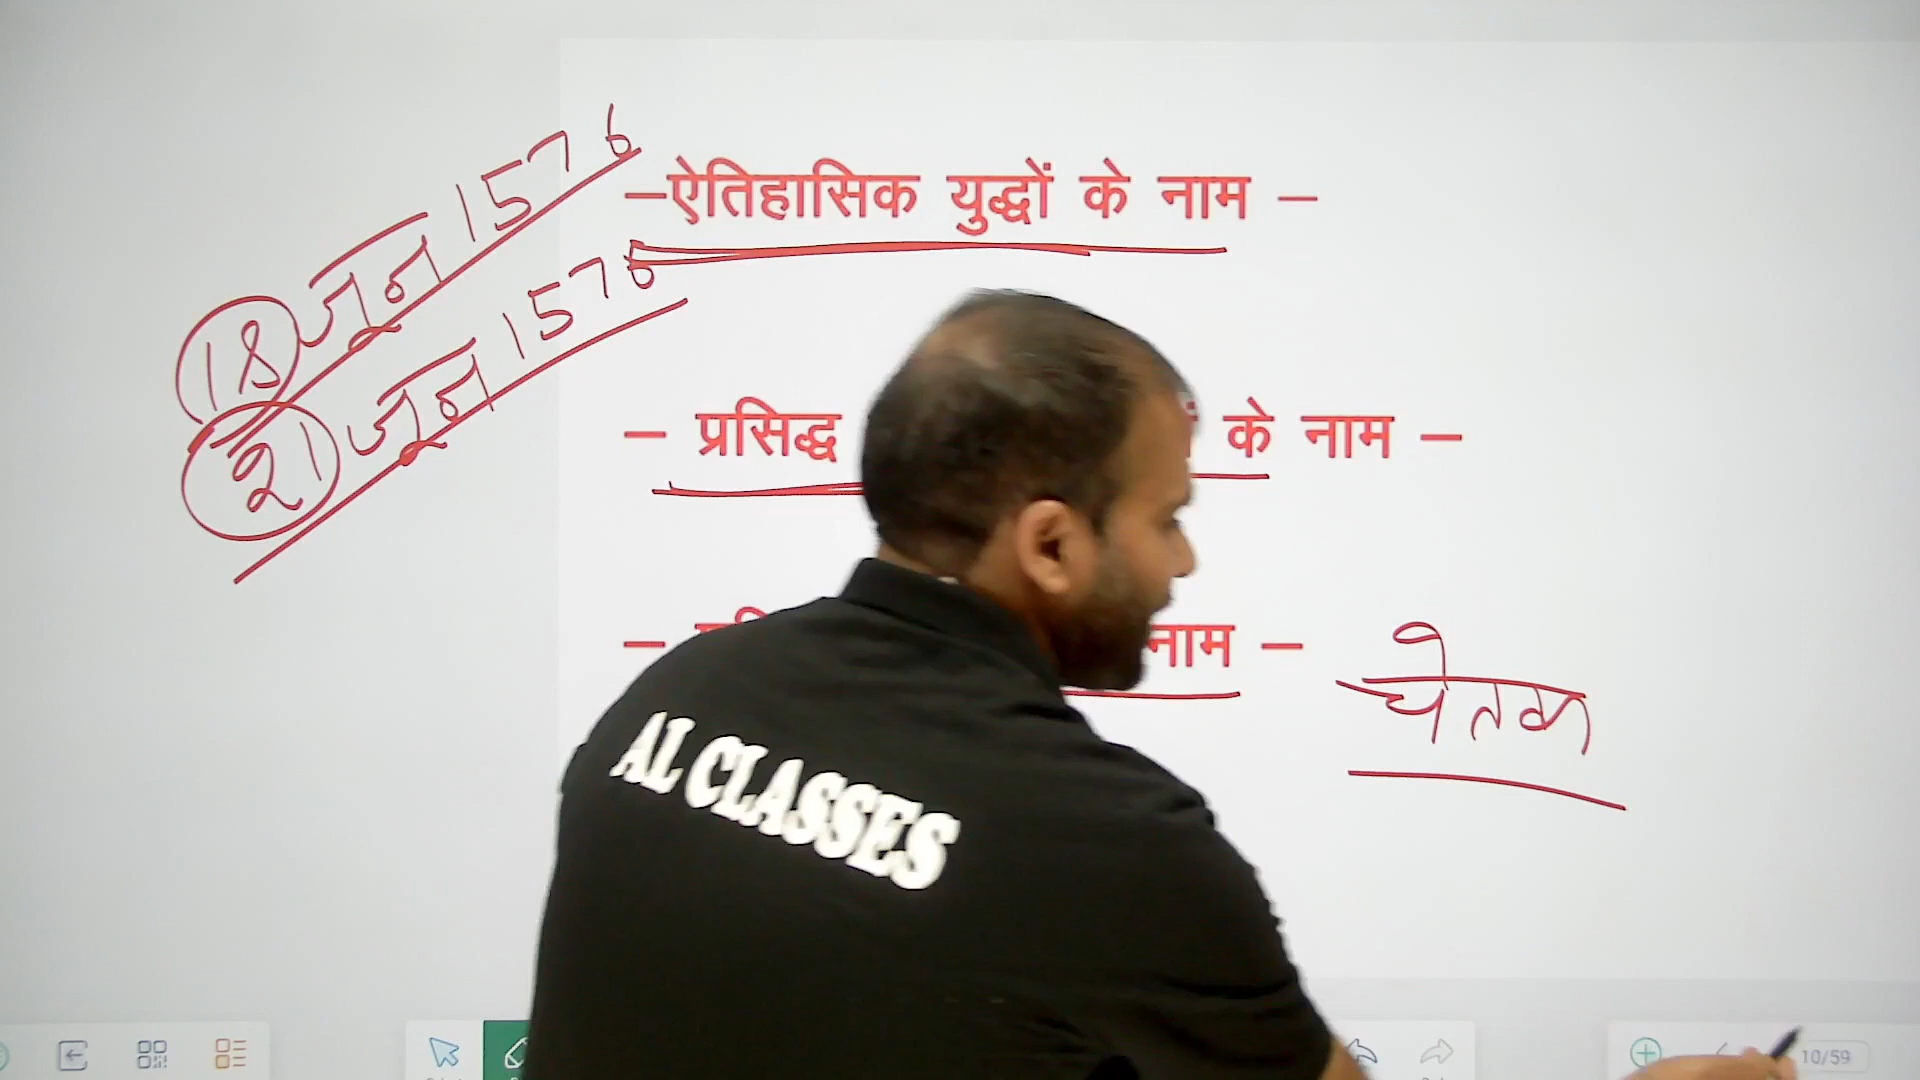 18 जून 1576
21 जून 1576
–ऐतिहासिक युद्धों के नाम –
– प्रसिद्ध के नाम –
– नाम –
चेतक
AL CLASSES
10/59